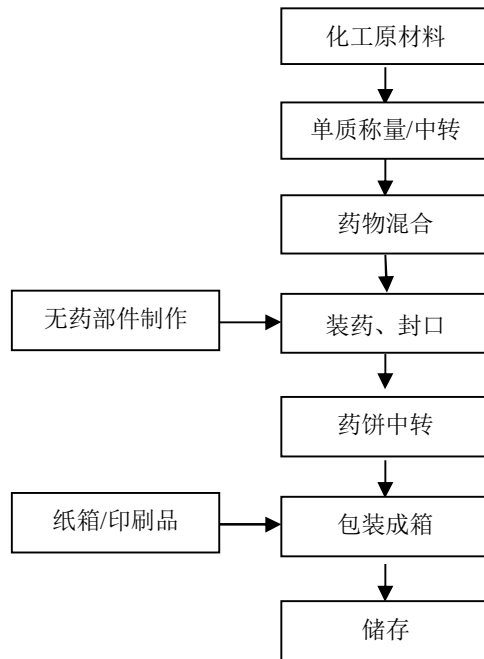 化工原材料
单质称量/中转
药物混合
无药部件制作
装药、封口
药饼中转
纸箱/印刷品
包装成箱
储存